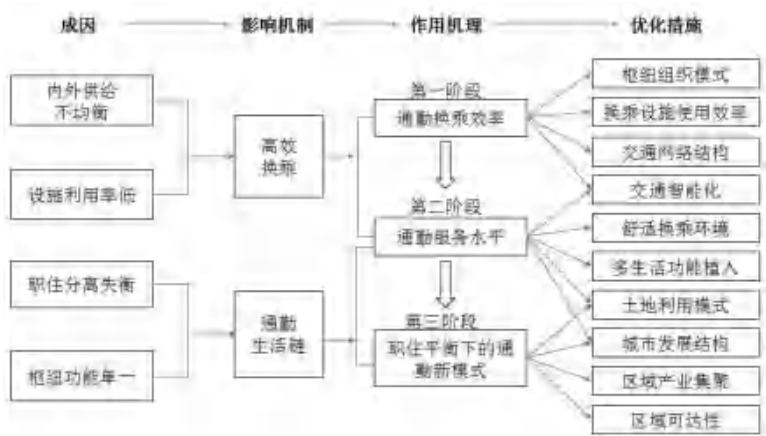 成因
影响机制
作用机理
优化措施
内外供给
不均衡
设施利用率低
职住分离失衡
枢纽功能单一
高效
换乘
通勤
生活链
第一阶段
通勤换乘效率
第二阶段
通勤服务水平
第三阶段
职住平衡下的通
勤新模式
枢纽组织模式
换乘设施使用效率
交通网络结构
交通智能化
舒适换乘环境
多生活功能植入
土地利用模式
城市发展结构
区域产业集聚
区域可达性